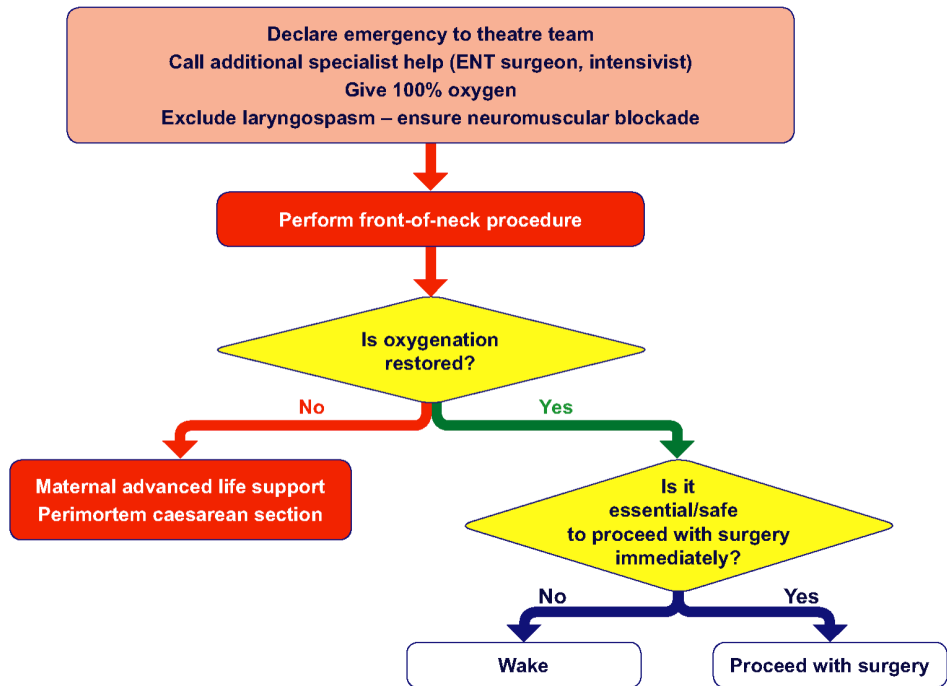 Declare emergency to theatre team
Call additional specialist help (ENT surgeon, intensivist)
Give 100% oxygen
Exclude laryngospasm – ensure neuromuscular blockade
Perform front-of-neck procedure
Is oxygenation
restored?
No
Yes
Maternal advanced life support
Perimortem caesarean section
Is it
essential/safe
to proceed with surgery
immediately?
No
Yes
Wake
Proceed with surgery